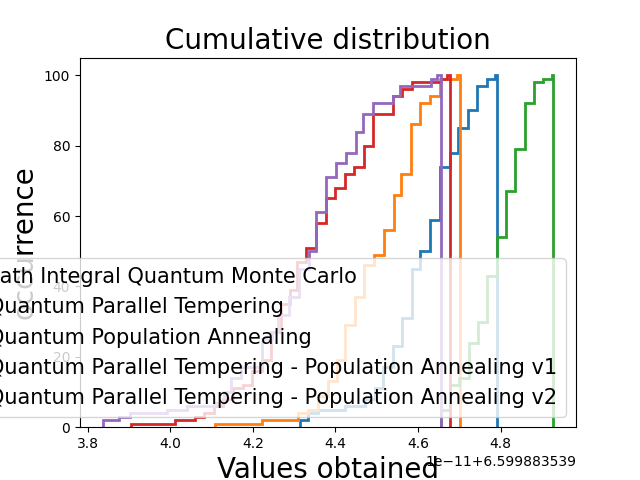 Cumulative distribution
100
80
60
40
20
0
occurrence
ath Integral Quantum Monte Carlo
Quantum Parallel Tempering
Quantum Population Annealing
Quantum Parallel Tempering - Population Annealing v1
Quantum Parallel Tempering - Population Annealing v2
3.8 4.0 4.2 4.4 4.6 4.8
1e−11+6.599883539
Values obtained